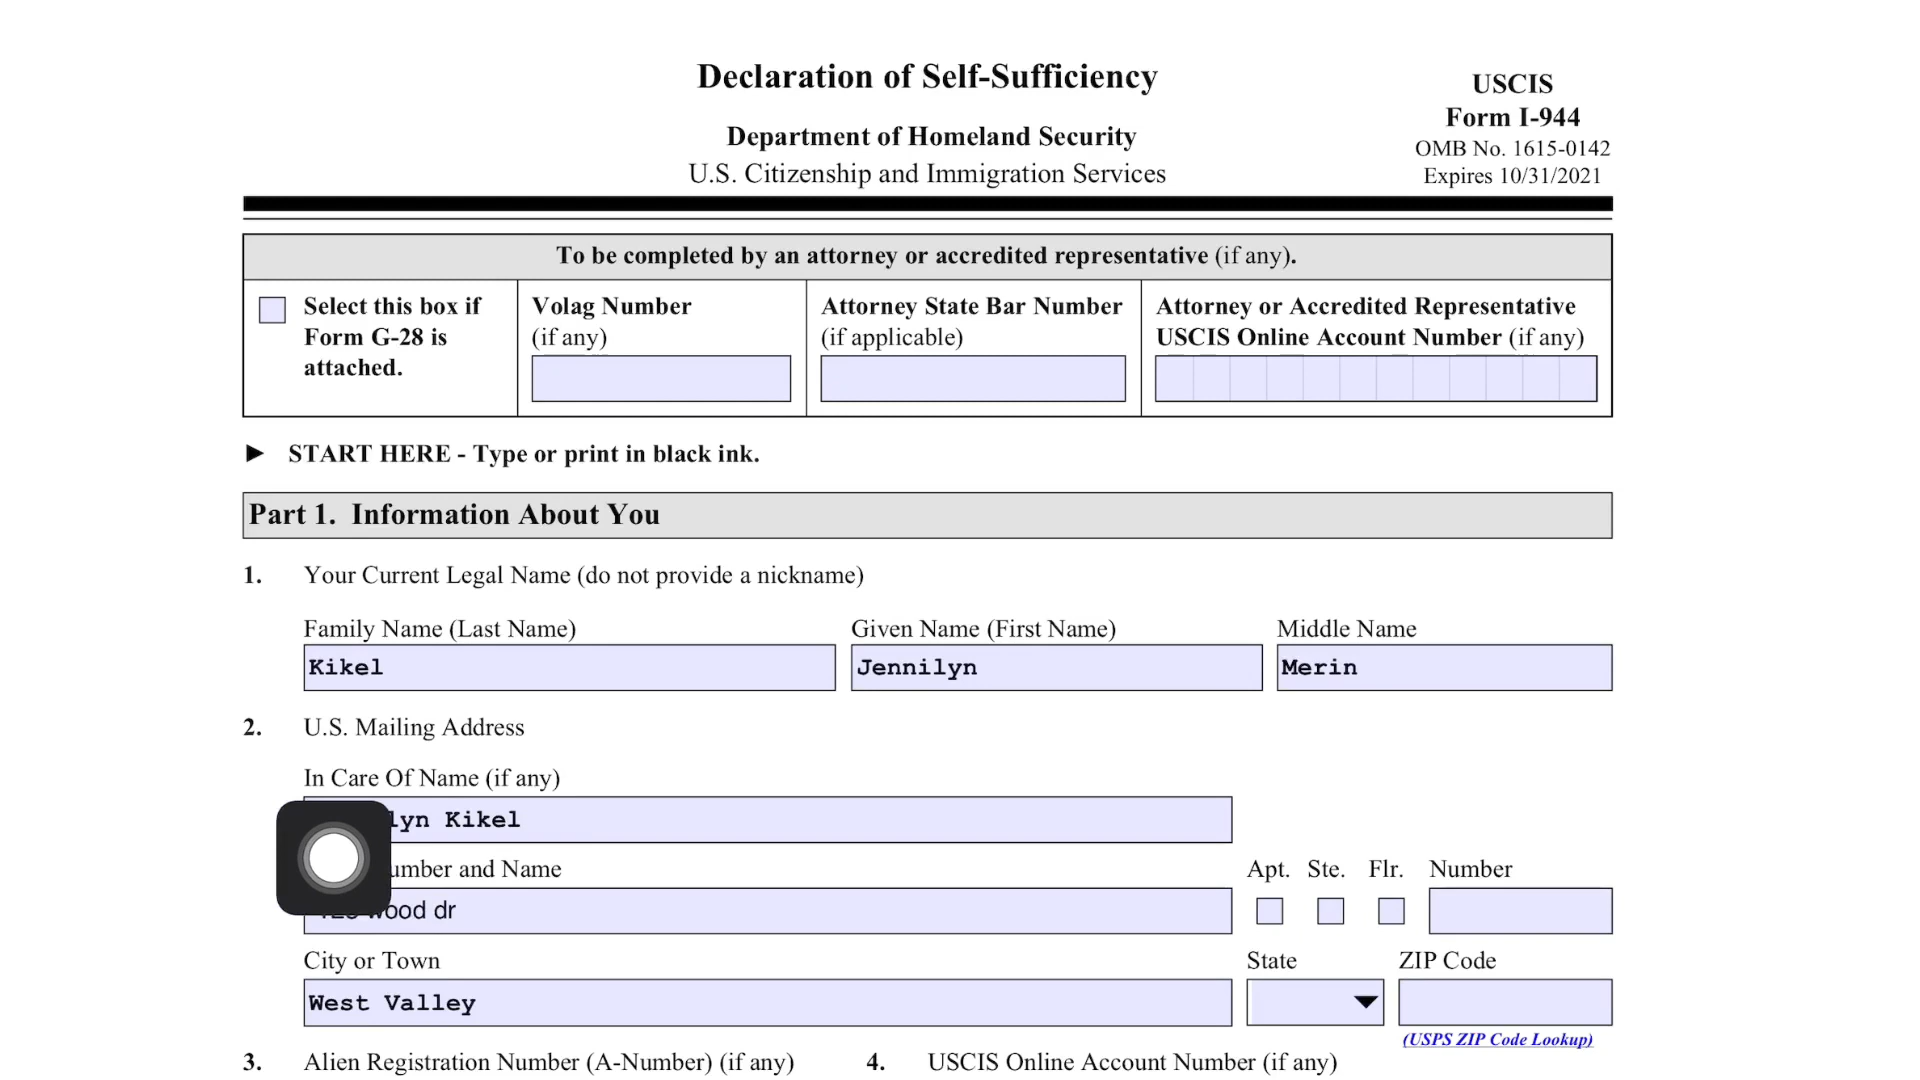 Declaration of Self-Sufficiency
Department of Homeland Security
U.S. Citizenship and Immigration Services
USCIS
Form I-944
OMB No. 1615-0142
Expires 10/31/2021
To be completed by an attorney or accredited representative (if any).
Select this box if
Form G-28 is
attached.
Volag Number
(if any)
Attorney State Bar Number
(if applicable)
Attorney or Accredited Representative
USCIS Online Account Number (if any)
► START HERE - Type or print in black ink.
Part 1. Information About You
1. Your Current Legal Name (do not provide a nickname)
Family Name (Last Name) Given Name (First Name) Middle Name
Kikel Jennilyn Merin
2. U.S. Mailing Address
In Care Of Name (if any)
lyn Kikel
umber and Name Apt. Ste. Flr. Number
wood dr
City or Town State ZIP Code
West Valley
(USPS ZIP Code Lookup)
3. Alien Registration Number (A-Number) (if any) 4. USCIS Online Account Number (if any)